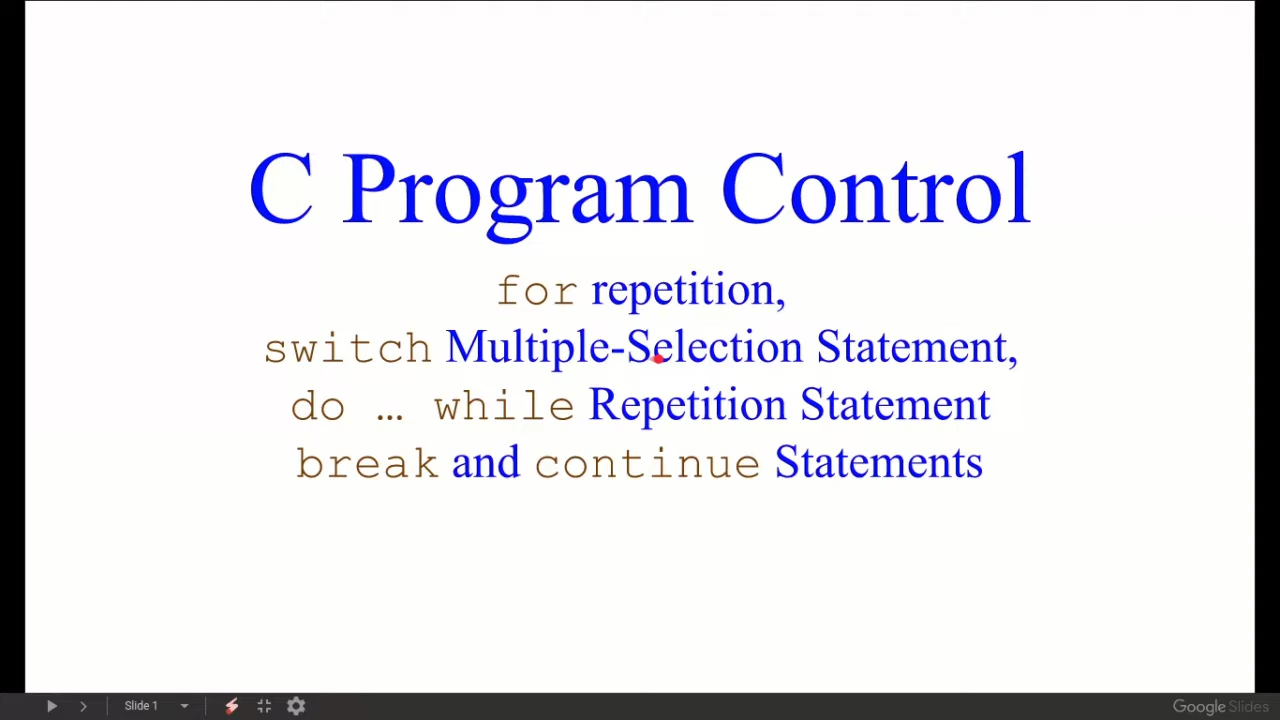 C Program Control
for repetition,
switch Multiple-Selection Statement,
do … while Repetition Statement
break and continue Statements
Slide 1
Google Slides